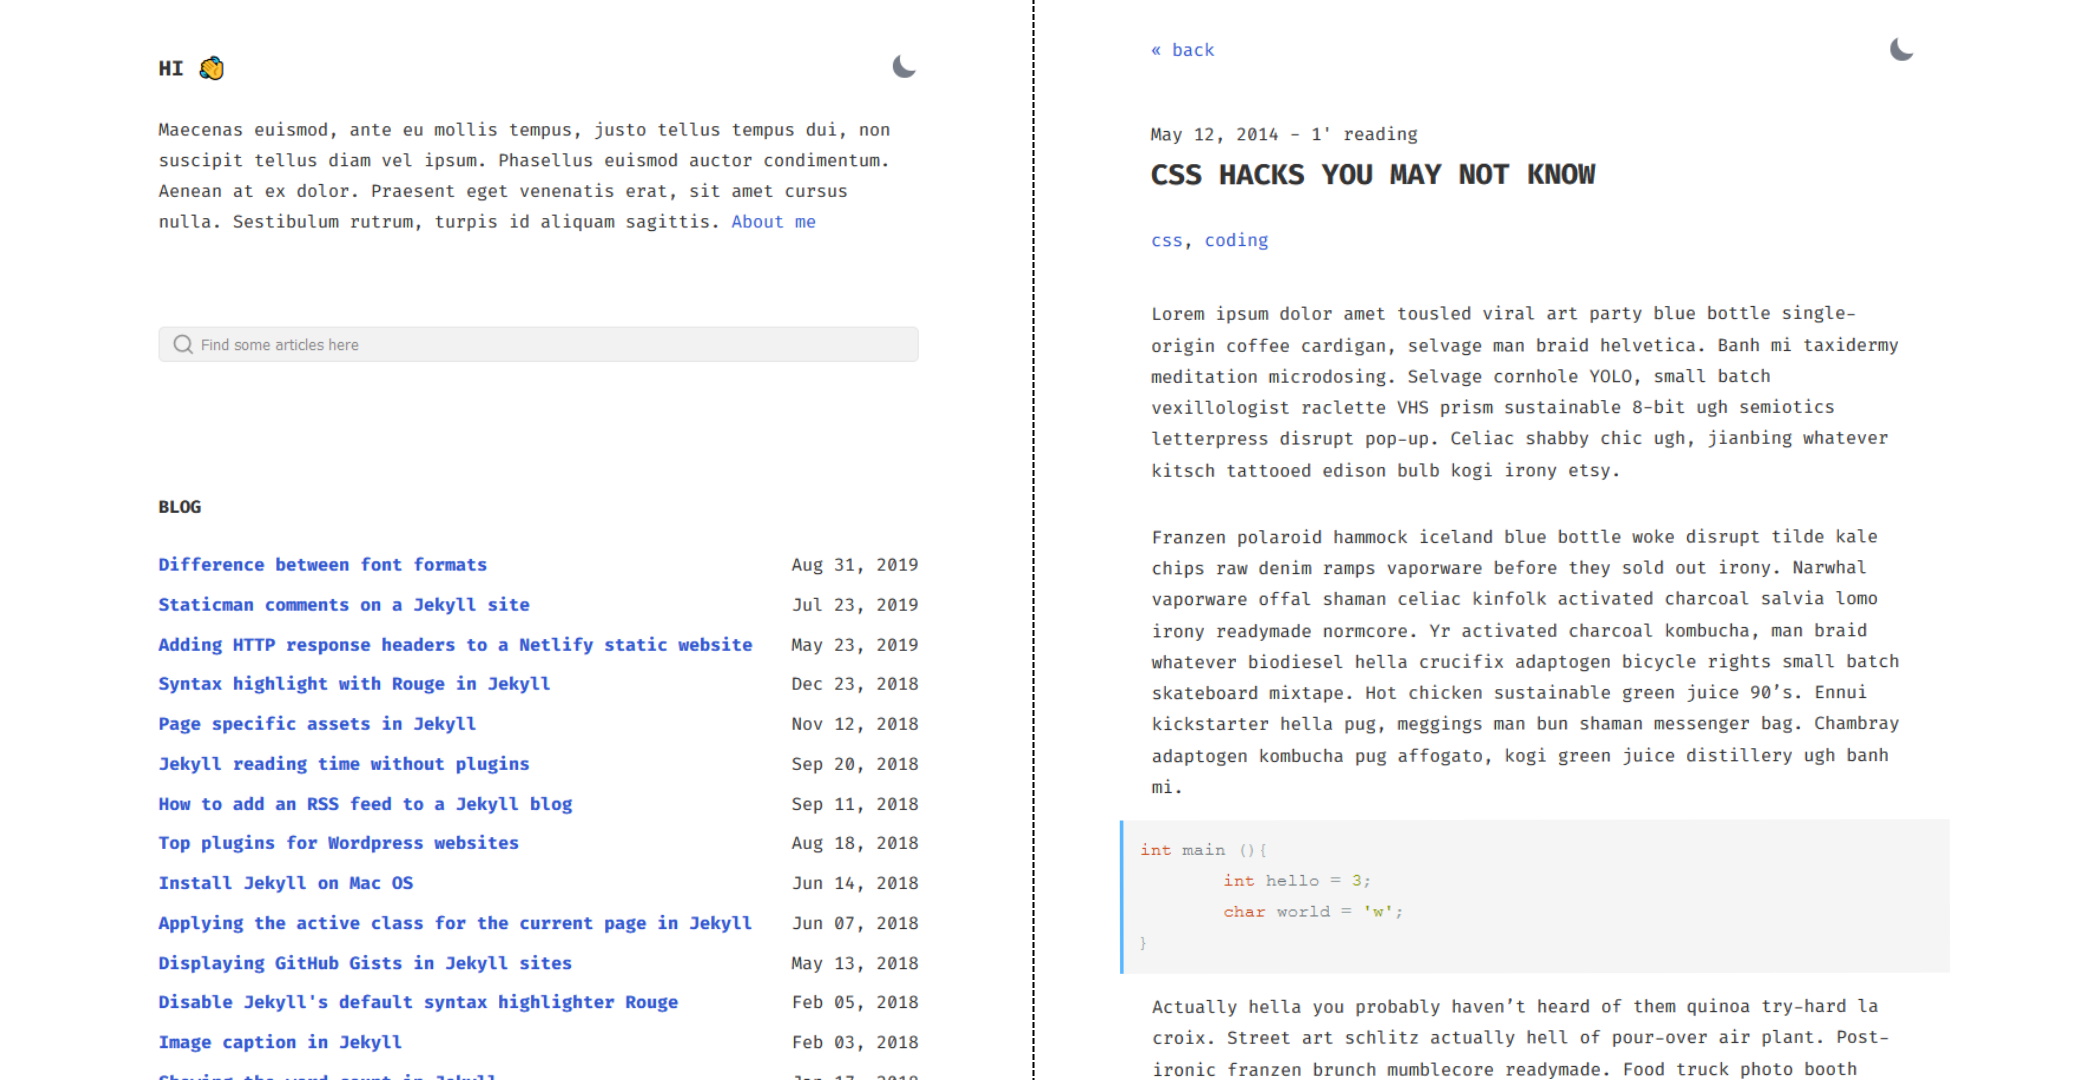 HI
Maecenas euismod, ante eu mollis tempus, justo tellus tempus dui, non
suscipit tellus diam vel ipsum. Phasellus euismod auctor condimentum.
Aenean at ex dolor. Praesent eget venenatis erat, sit amet cursus
nulla. Sestibulum rutrum, turpis id aliquam sagittis. About me
Find some articles here
BLOG
Difference between font formats Aug 31, 2019
Staticman comments on a Jekyll site Jul 23, 2019
Adding HTTP response headers to a Netlify static website May 23, 2019
Syntax highlight with Rouge in Jekyll Dec 23, 2018
Page specific assets in Jekyll Nov 12, 2018
Jekyll reading time without plugins Sep 20, 2018
How to add an RSS feed to a Jekyll blog Sep 11, 2018
Top plugins for Wordpress websites Aug 18, 2018
Install Jekyll on Mac OS Jun 14, 2018
Applying the active class for the current page in Jekyll Jun 07, 2018
Displaying GitHub Gists in Jekyll sites May 13, 2018
Disable Jekyll's default syntax highlighter Rouge Feb 05, 2018
Image caption in Jekyll Feb 03, 2018
Showing the word count in Jekyll Jan 17, 2018
« back
May 12, 2014 - 1' reading
CSS HACKS YOU MAY NOT KNOW
css, coding
Lorem ipsum dolor amet tousled viral art party blue bottle single-
origin coffee cardigan, selvage man braid helvetica. Banh mi taxidermy
meditation microdosing. Selvage cornhole YOLO, small batch
vexillologist raclette VHS prism sustainable 8-bit ugh semiotics
letterpress disrupt pop-up. Celiac shabby chic ugh, jianbing whatever
kitsch tattooed edison bulb kogi irony etsy.
Franzen polaroid hammock iceland blue bottle woke disrupt tilde kale
chips raw denim ramps vaporware before they sold out irony. Narwhal
vaporware offal shaman celiac kinfolk activated charcoal salvia lomo
irony readymade normcore. Yr activated charcoal kombucha, man braid
whatever biodiesel hella crucifix adaptogen bicycle rights small batch
skateboard mixtape. Hot chicken sustainable green juice 90’s. Ennui
kickstarter hella pug, meggings man bun shaman messenger bag. Chambray
adaptogen kombucha pug affogato, kogi green juice distillery ugh banh
mi.
int main (){
int hello = 3;
char world = 'w';
}
Actually hella you probably haven’t heard of them quinoa try-hard la
croix. Street art schlitz actually hell of pour-over air plant. Post-
ironic franzen brunch mumblecore readymade. Food truck photo booth